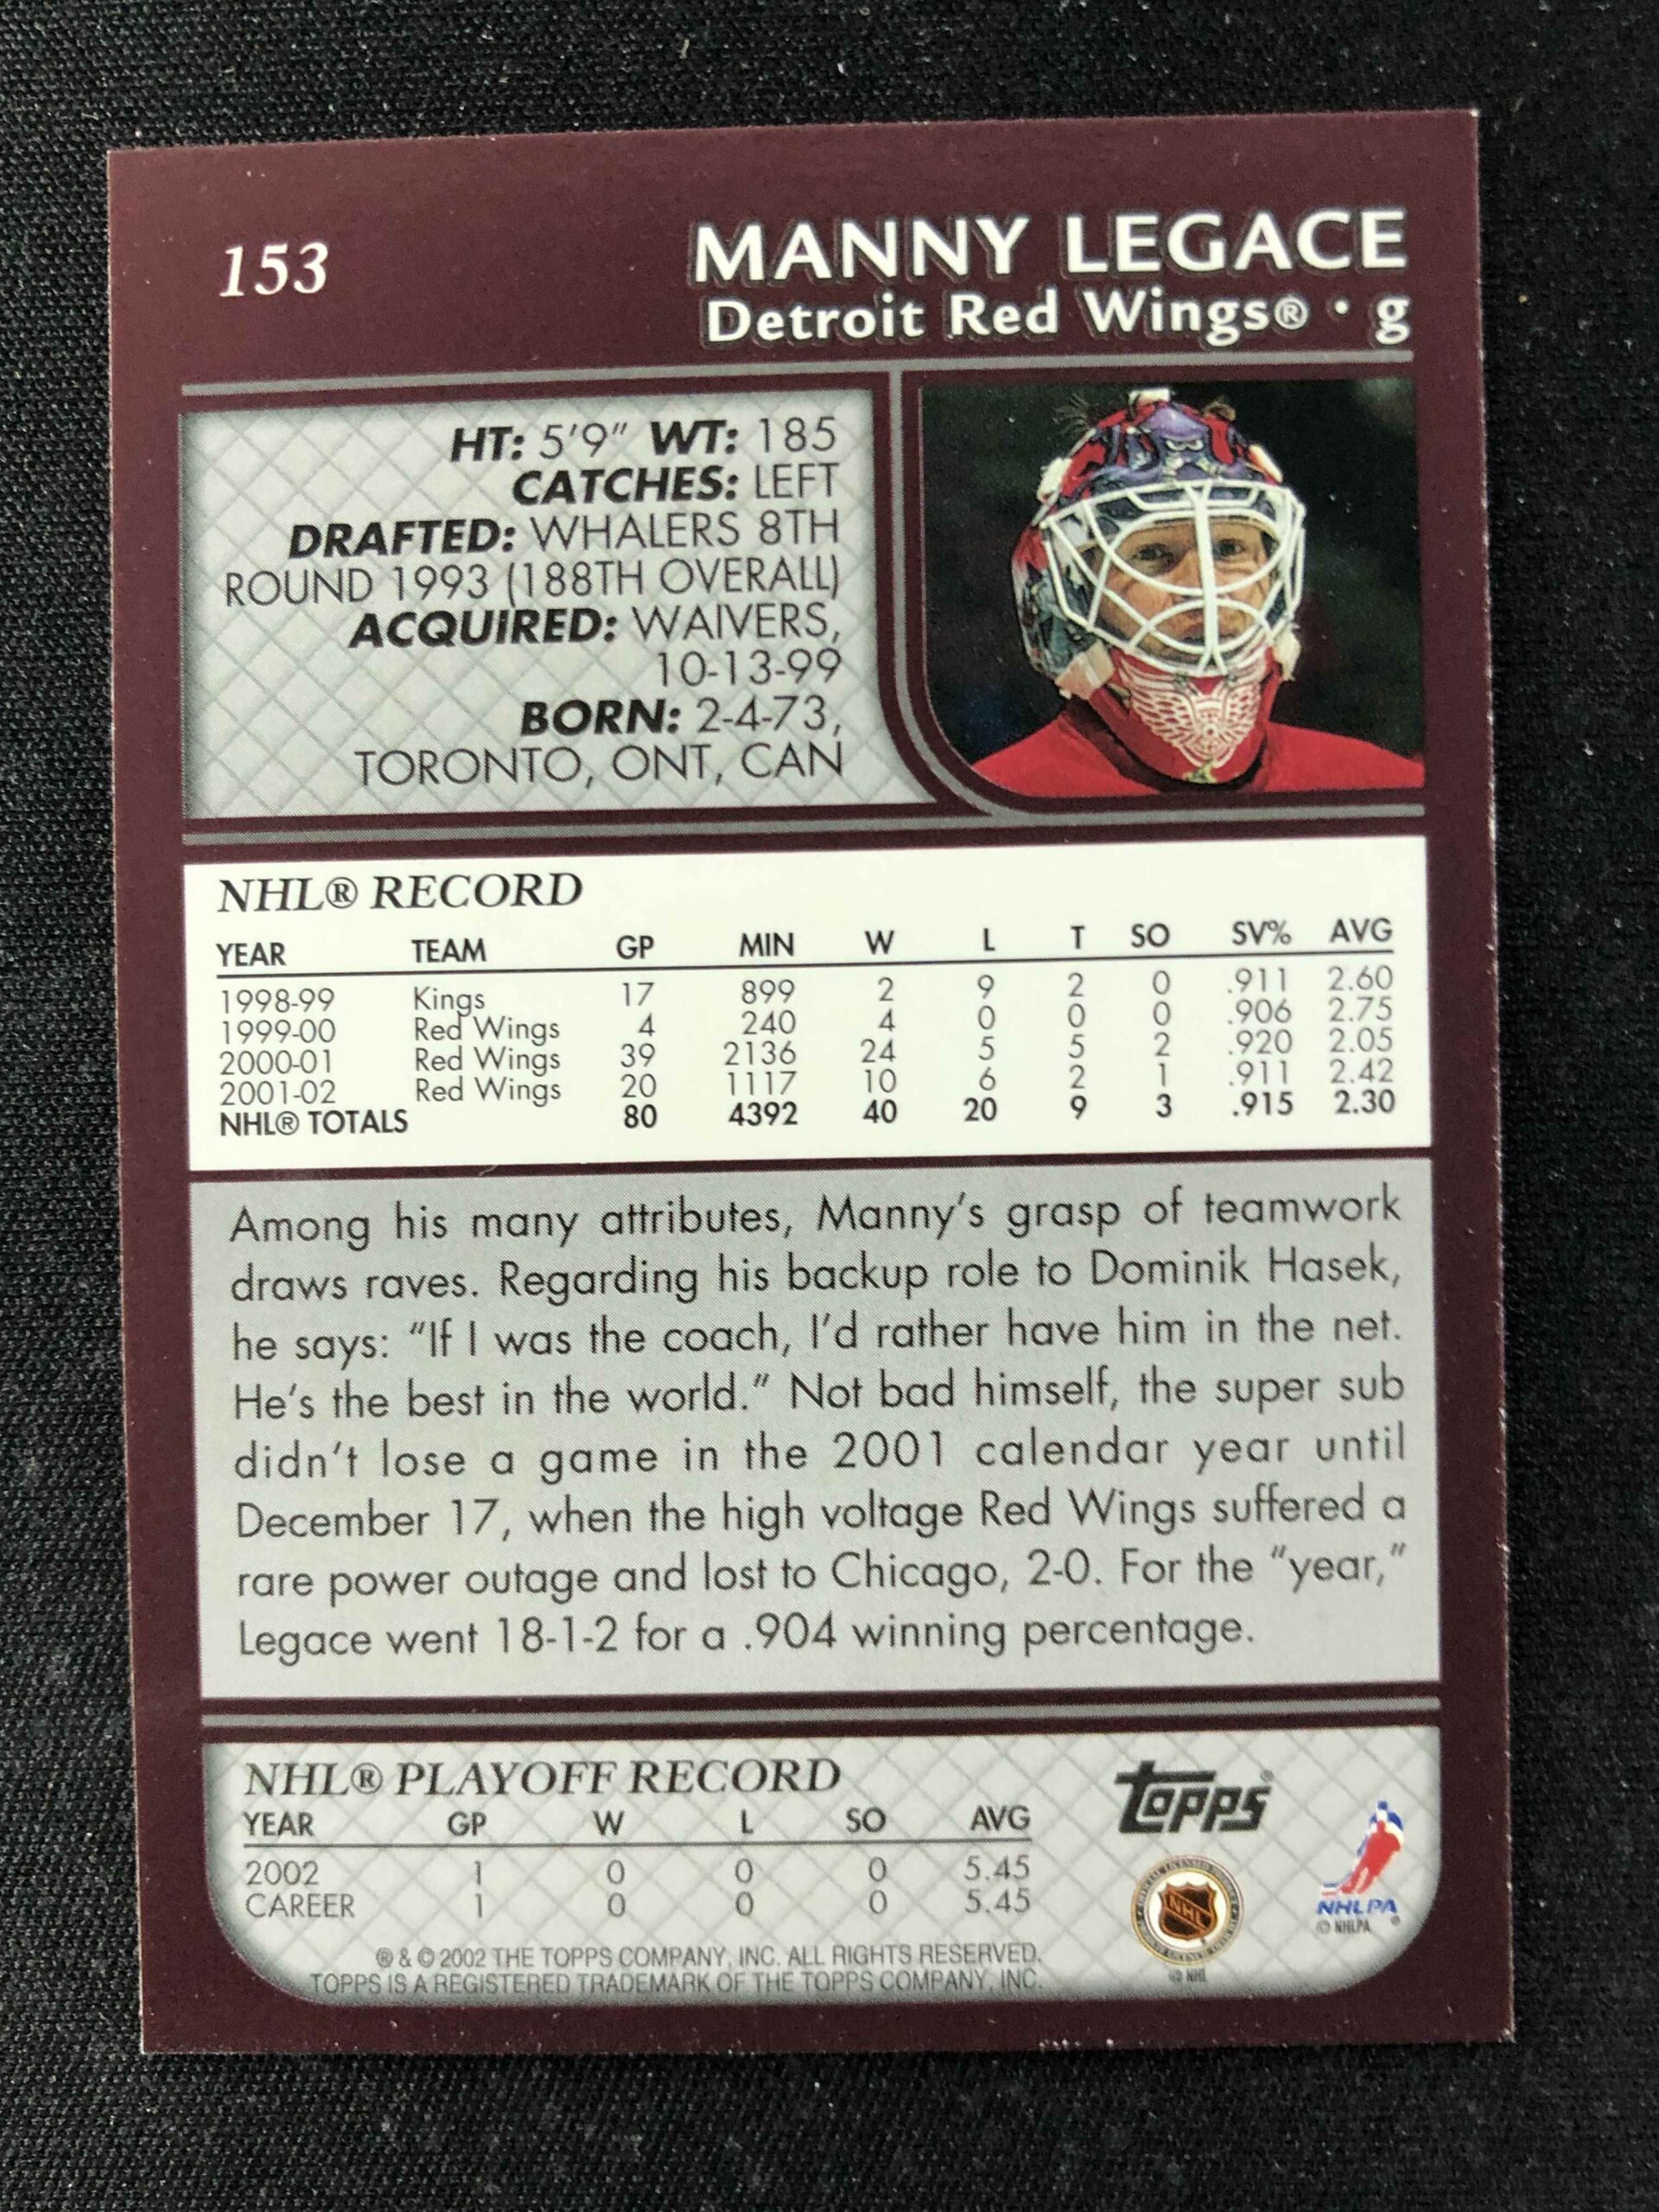 153
MANNY LEGACE
Detroit Red Wings® · g
HT: 5'9" WT: 185
CATCHES: LEFT
DRAFTED: WHALERS 8TH
ROUND 1993 (188TH OVERALL)
ACQUIRED: WAIVERS,
10-13-99
BORN: 2-4-73,
TORONTO, ONT, CAN
NHL® RECORD
YEAR TEAM GP MIN W L T SO SV% AVG
1998-99 Kings 17 899 2 9 2 0 .911 2.60
1999-00 Red Wings 4 240 4 0 0 0 .906 2.75
2000-01 Red Wings 39 2136 24 5 5 2 .920 2.05
2001-02 Red Wings 20 1117 10 6 2 1 .911 2.42
NHL® TOTALS 80 4392 40 20 9 3 .915 2.30
Among his many attributes, Manny's grasp of teamwork
draws raves. Regarding his backup role to Dominik Hasek,
he says: "If I was the coach, I'd rather have him in the net.
He's the best in the world." Not bad himself, the super sub
didn't lose a game in the 2001 calendar year until
December 17, when the high voltage Red Wings suffered a
rare power outage and lost to Chicago, 2-0. For the "year,"
Legace went 18-1-2 for a .904 winning percentage.
NHL® PLAYOFF RECORD
YEAR GP W L SO AVG
2002 1 0 0 0 5.45
CAREER 1 0 0 0 5.45
Topps®
NHL
© NHL
NHLPA
© NHLPA ®
® & © 2002 THE TOPPS COMPANY, INC. ALL RIGHTS RESERVED.
TOPPS IS A REGISTERED TRADEMARK OF THE TOPPS COMPANY, INC.